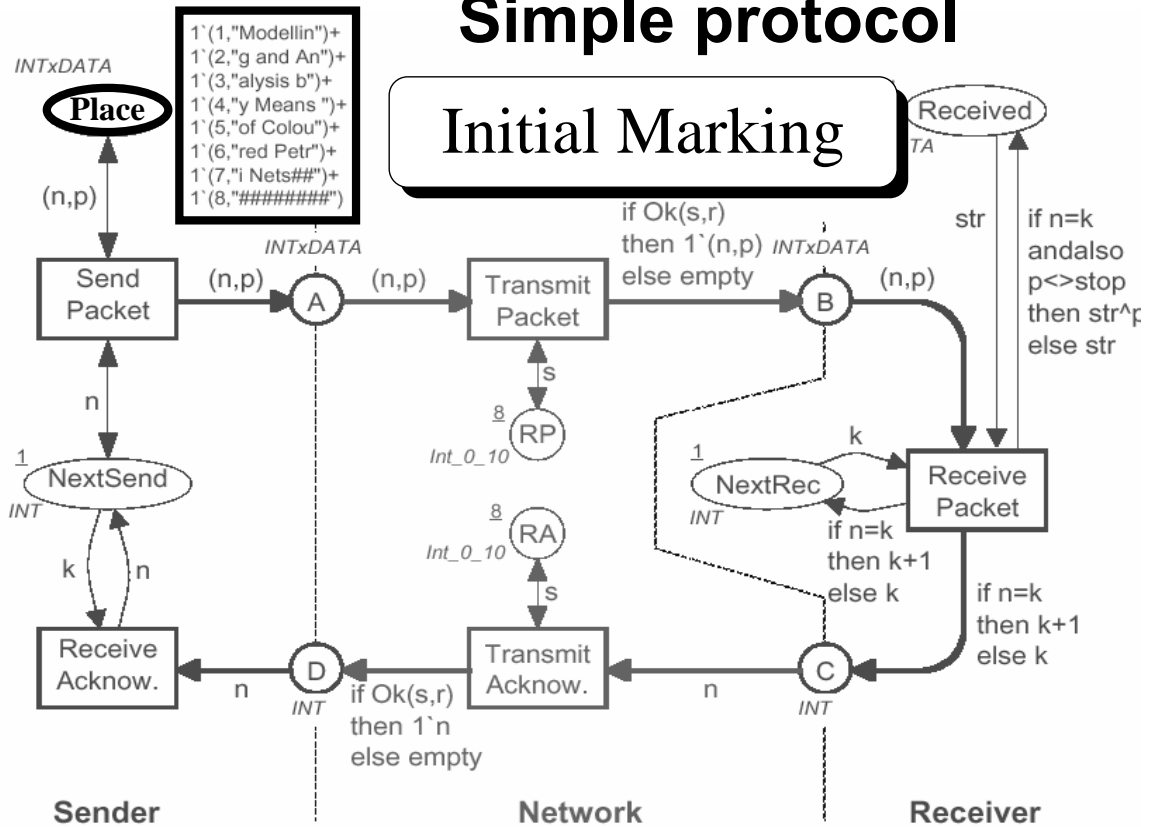 Simple protocol
INTxDATA
Place
1`(1,"Modellin")+
1`(2,"g and An")+
1`(3,"alysis b")+
1`(4,"y Means ")+
1`(5,"of Colou")+
1`(6,"red Petr")+
1`(7,"i Nets##")+
1`(8,"########")
Initial Marking
Received
TA
(n,p)
INTxDATA
if Ok(s,r)
then 1`(n,p)
else empty
INTxDATA
str
if n=k
andalso
p<>stop
then str^p
else str
Send
Packet
(n,p)
A
(n,p)
Transmit
Packet
B
(n,p)
n
s
8
RP
Int_0_10
1
NextSend
INT
k
n
8
RA
Int_0_10
s
1
NextRec
INT
k
if n=k
then k+1
else k
Receive
Packet
if n=k
then k+1
else k
Receive
Acknow.
n
D
INT
if Ok(s,r)
then 1`n
else empty
Transmit
Acknow.
n
C
INT
Sender
Network
Receiver